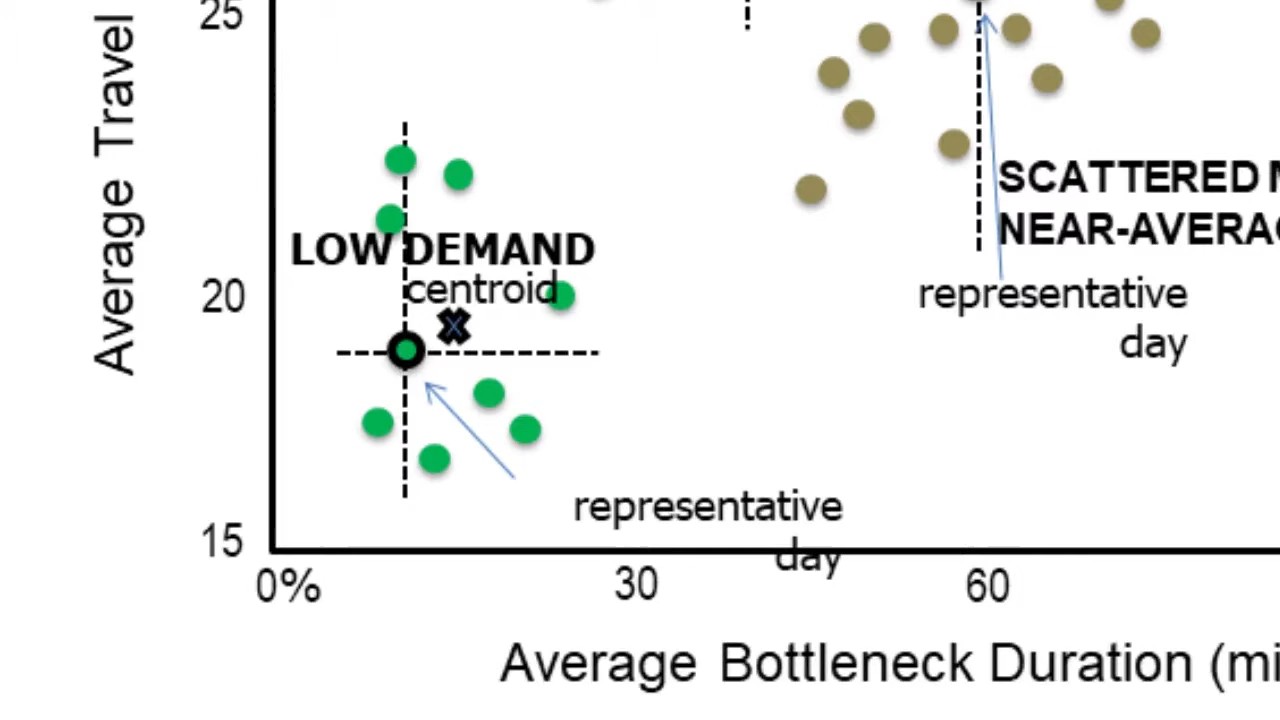 25
Average Travel
SCATTERED
NEAR-AVERAG
LOW DEMAND
centroid
20
representative
day
representative
day
15
0%
30
60
Average Bottleneck Duration (mi